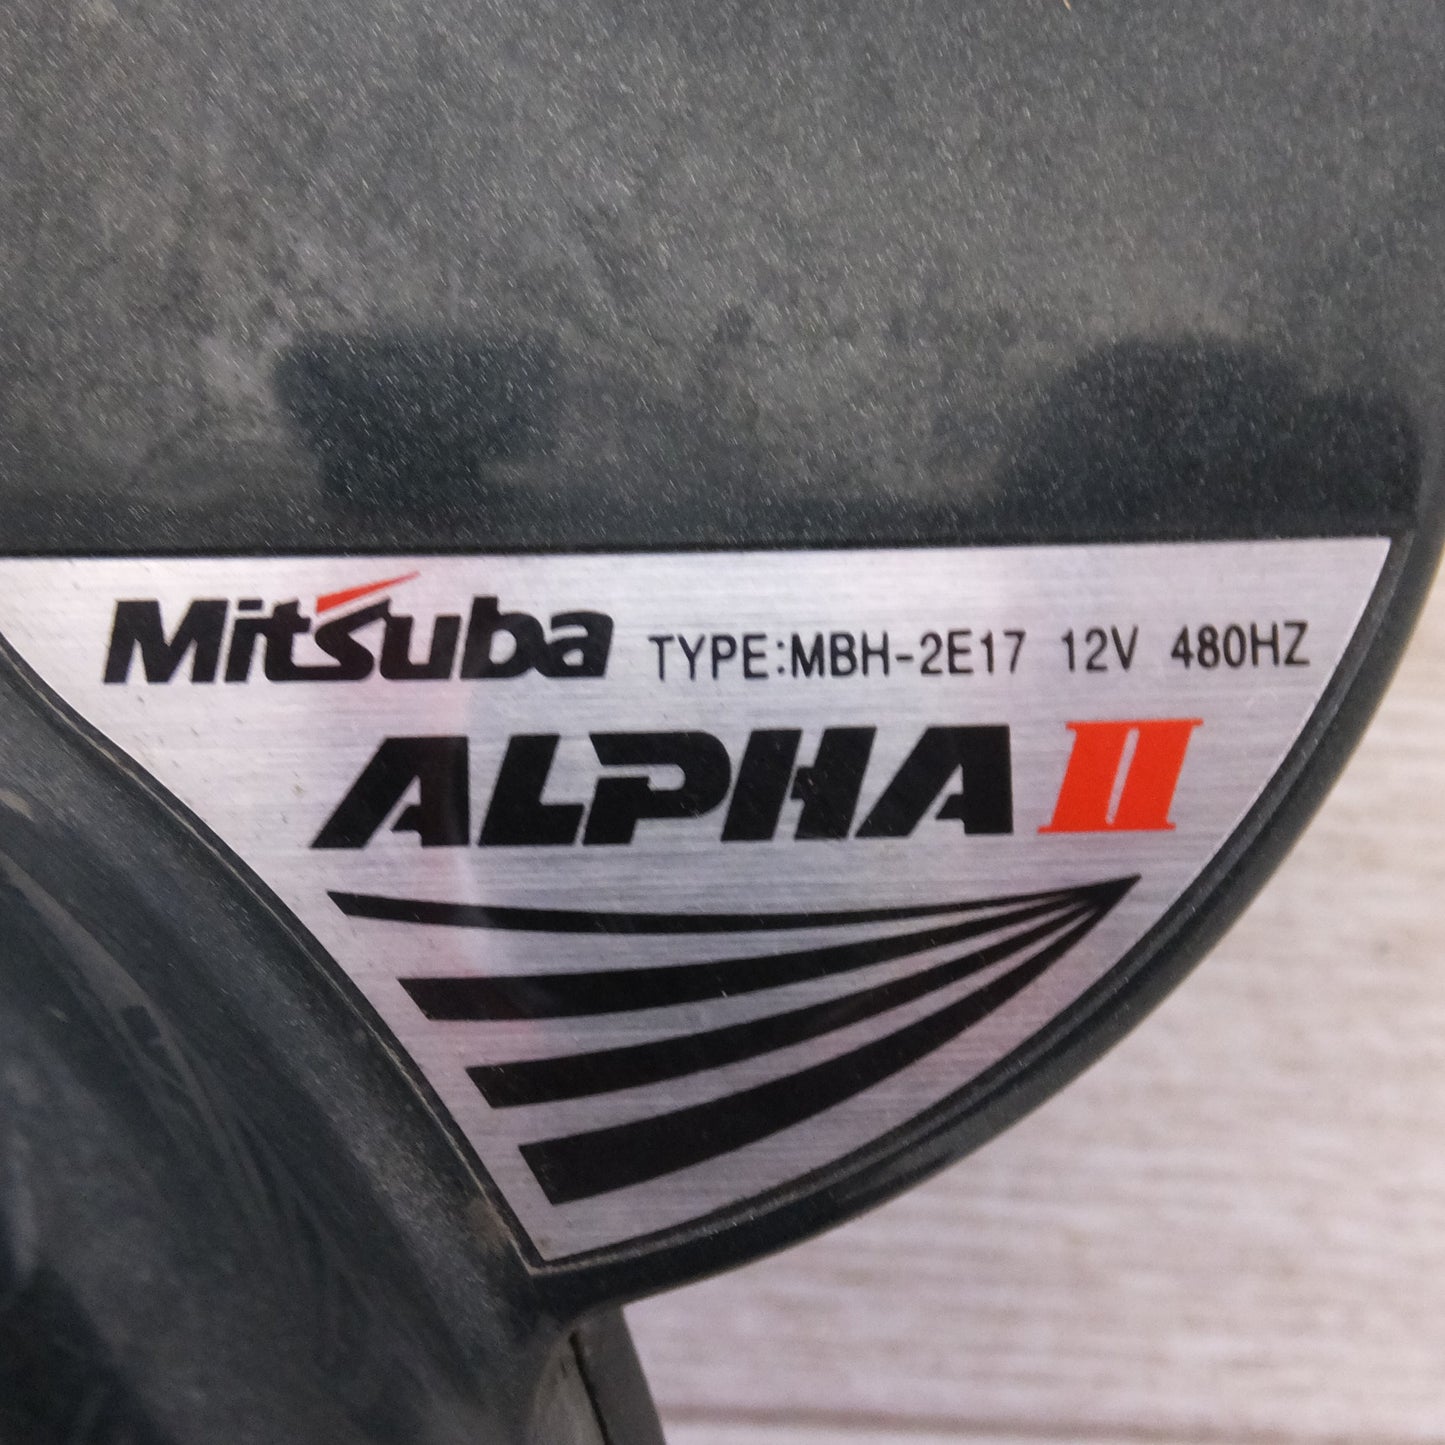 Mitsuba TYPE:MBH-2E17 12V 480HZ
ALPHA II